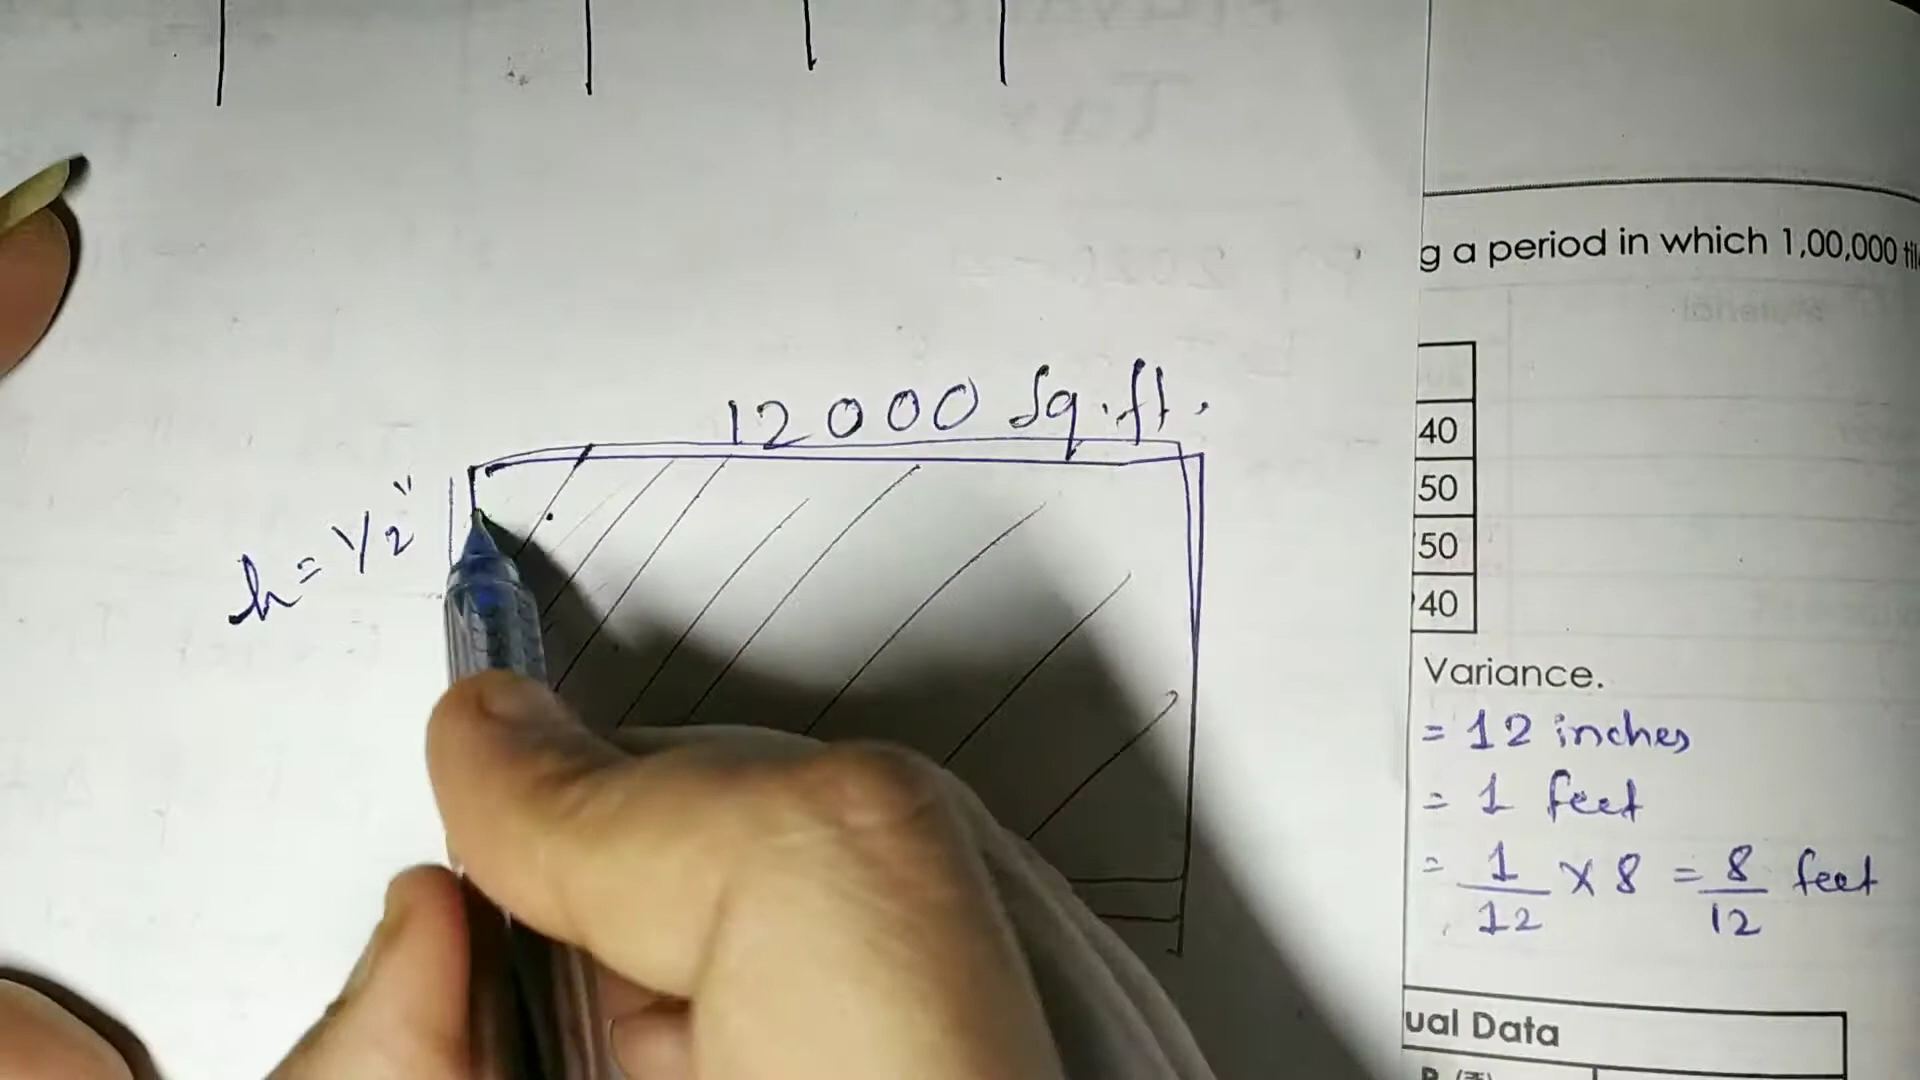 12000 Sq.ft.
h = 1/2"
g a period in which 1,00,000
40
50
50
40
Variance.
= 12 inches
= 1 feet
= 1/12 × 8 = 8/12 feet
ual Data